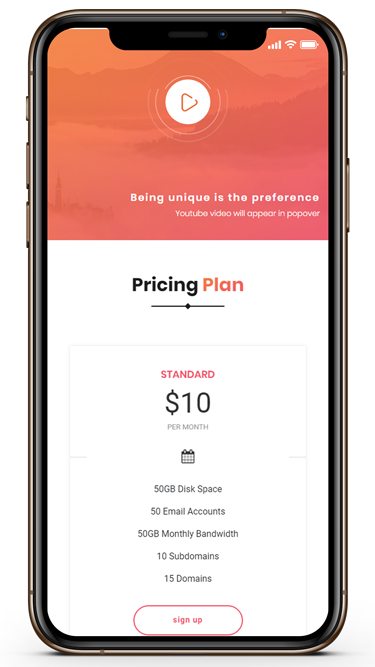 Being unique is the preference
Youtube video will appear in popover
Pricing Plan
STANDARD
$10
PER MONTH
50GB Disk Space
50 Email Accounts
50GB Monthly Bandwidth
10 Subdomains
15 Domains
sign up